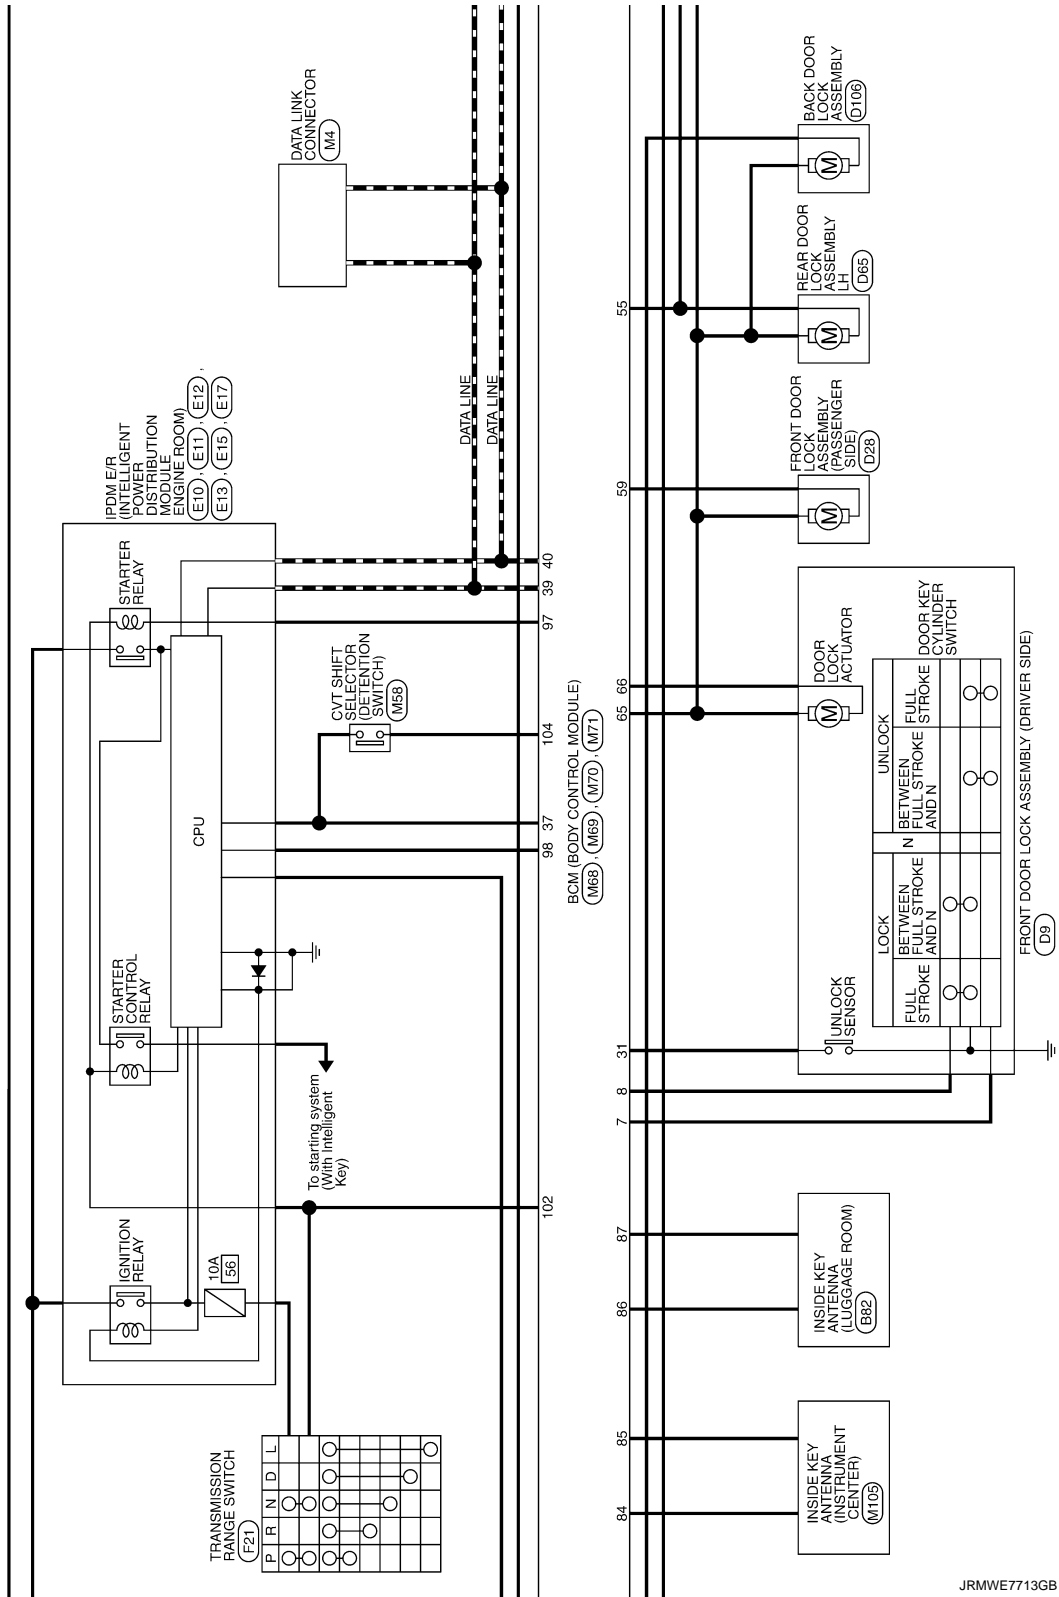 DATA LINK
CONNECTOR
M4
IPDM E/R
(INTELLIGENT
POWER
DISTRIBUTION
MODULE
ENGINE ROOM)
E10 , E11 , E12 ,
E13 , E15 , E17
STARTER
RELAY
CPU
STARTER
CONTROL
RELAY
IGNITION
RELAY
10A
56
To starting system
(With Intelligent
Key)
TRANSMISSION
RANGE SWITCH
F21
P R N D L
CVT SHIFT
SELECTOR
(DETENTION
SWITCH)
M58
DATA LINE
DATA LINE
102
98
37
104
97
39
40
BCM (BODY CONTROL MODULE)
M68 , M69 , M70 , M71
84
85
86
87
7
8
31
65
66
59
55
INSIDE KEY
ANTENNA
(INSTRUMENT
CENTER)
M105
INSIDE KEY
ANTENNA
(LUGGAGE ROOM)
B82
UNLOCK
SENSOR
LOCK
N
UNLOCK
FULL
STROKE
BETWEEN
FULL STROKE
AND N
BETWEEN
FULL STROKE
AND N
FULL
STROKE
DOOR KEY
CYLINDER
SWITCH
M
DOOR
LOCK
ACTUATOR
FRONT DOOR LOCK ASSEMBLY (DRIVER SIDE)
D9
M
FRONT DOOR
LOCK
ASSEMBLY
(PASSENGER
SIDE)
D28
M
REAR DOOR
LOCK
ASSEMBLY
LH
D65
M
BACK DOOR
LOCK
ASSEMBLY
D106
JRMWE7713GB